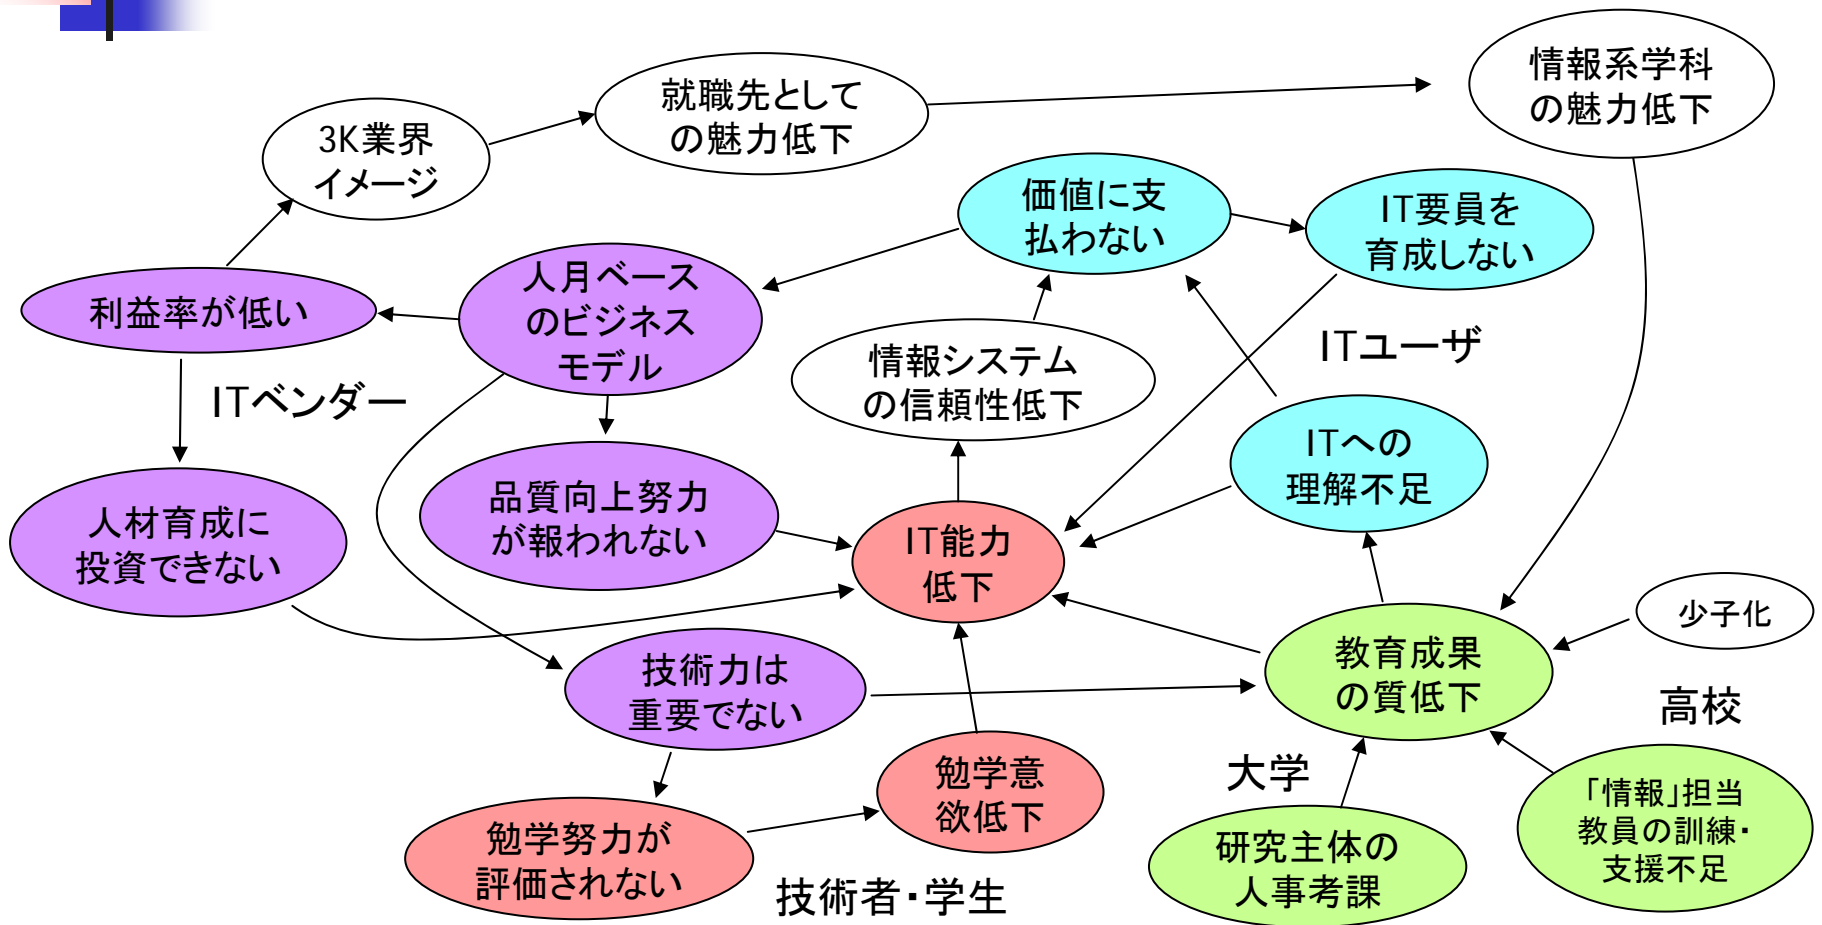 情報系学科
の魅力低下
就職先として
の魅力低下
3K業界
イメージ
価値に支
払わない
IT要員を
育成しない
人月ベース
のビジネス
モデル
利益率が低い
ITユーザ
情報システム
の信頼性低下
ITベンダー
ITへの
理解不足
品質向上努力
が報われない
人材育成に
投資できない
IT能力
低下
少子化
教育成果
の質低下
技術力は
重要でない
高校
大学
勉学意
欲低下
「情報」担当
教員の訓練・
支援不足
勉学努力が
評価されない
研究主体の
人事考課
技術者・学生